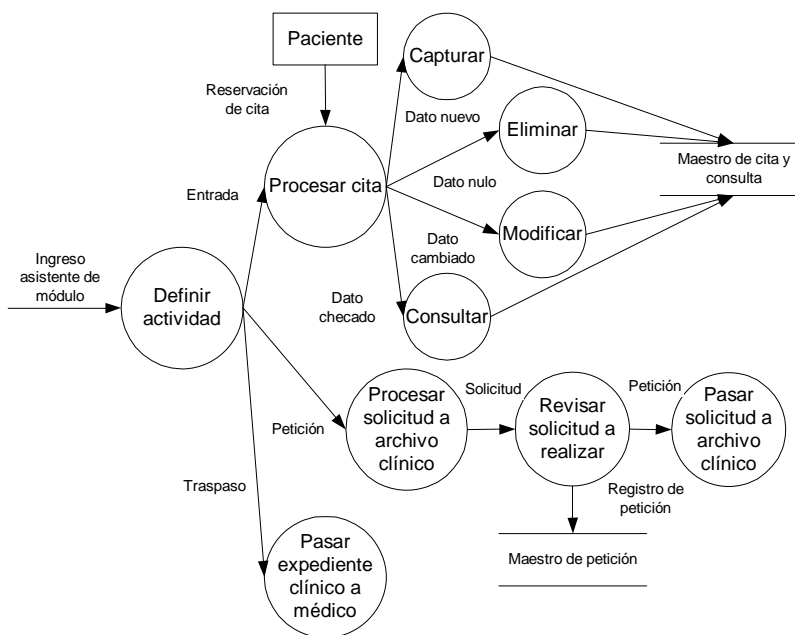 Paciente
Capturar
Reservación
de cita
Dato nuevo
Eliminar
Maestro de cita y
consulta
Procesar cita
Dato nulo
Entrada
Modificar
Dato
cambiado
Ingreso
asistente de
módulo
Definir
actividad
Dato
checado
Consultar
Procesar
solicitud a
archivo
clínico
Solicitud
Revisar
solicitud a
realizar
Petición
Pasar
solicitud a
archivo
clínico
Petición
Traspaso
Registro de
petición
Pasar
expediente
clínico a
médico
Maestro de petición